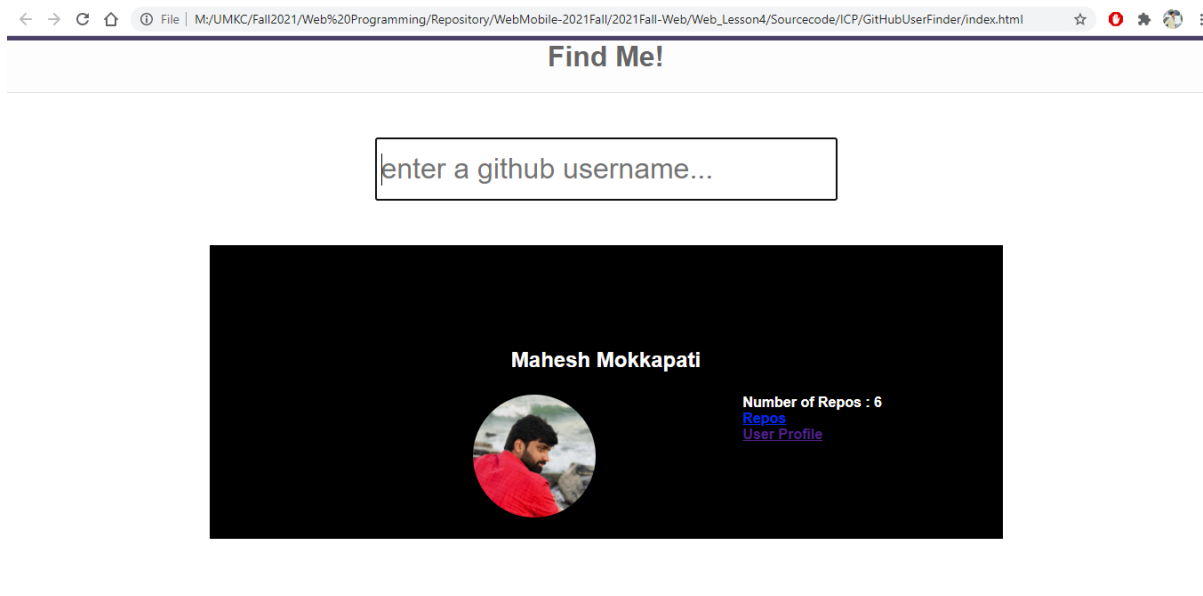 File M:/UMKC/Fall2021/Web%20Programming/Repository/WebMobile-2021Fall/2021Fall-Web/Web_Lesson4/Sourcecode/ICP/GitHubUserFinder/index.html
Find Me!
enter a github username...
Mahesh Mokkapati
Number of Repos : 6
Repos
User Profile